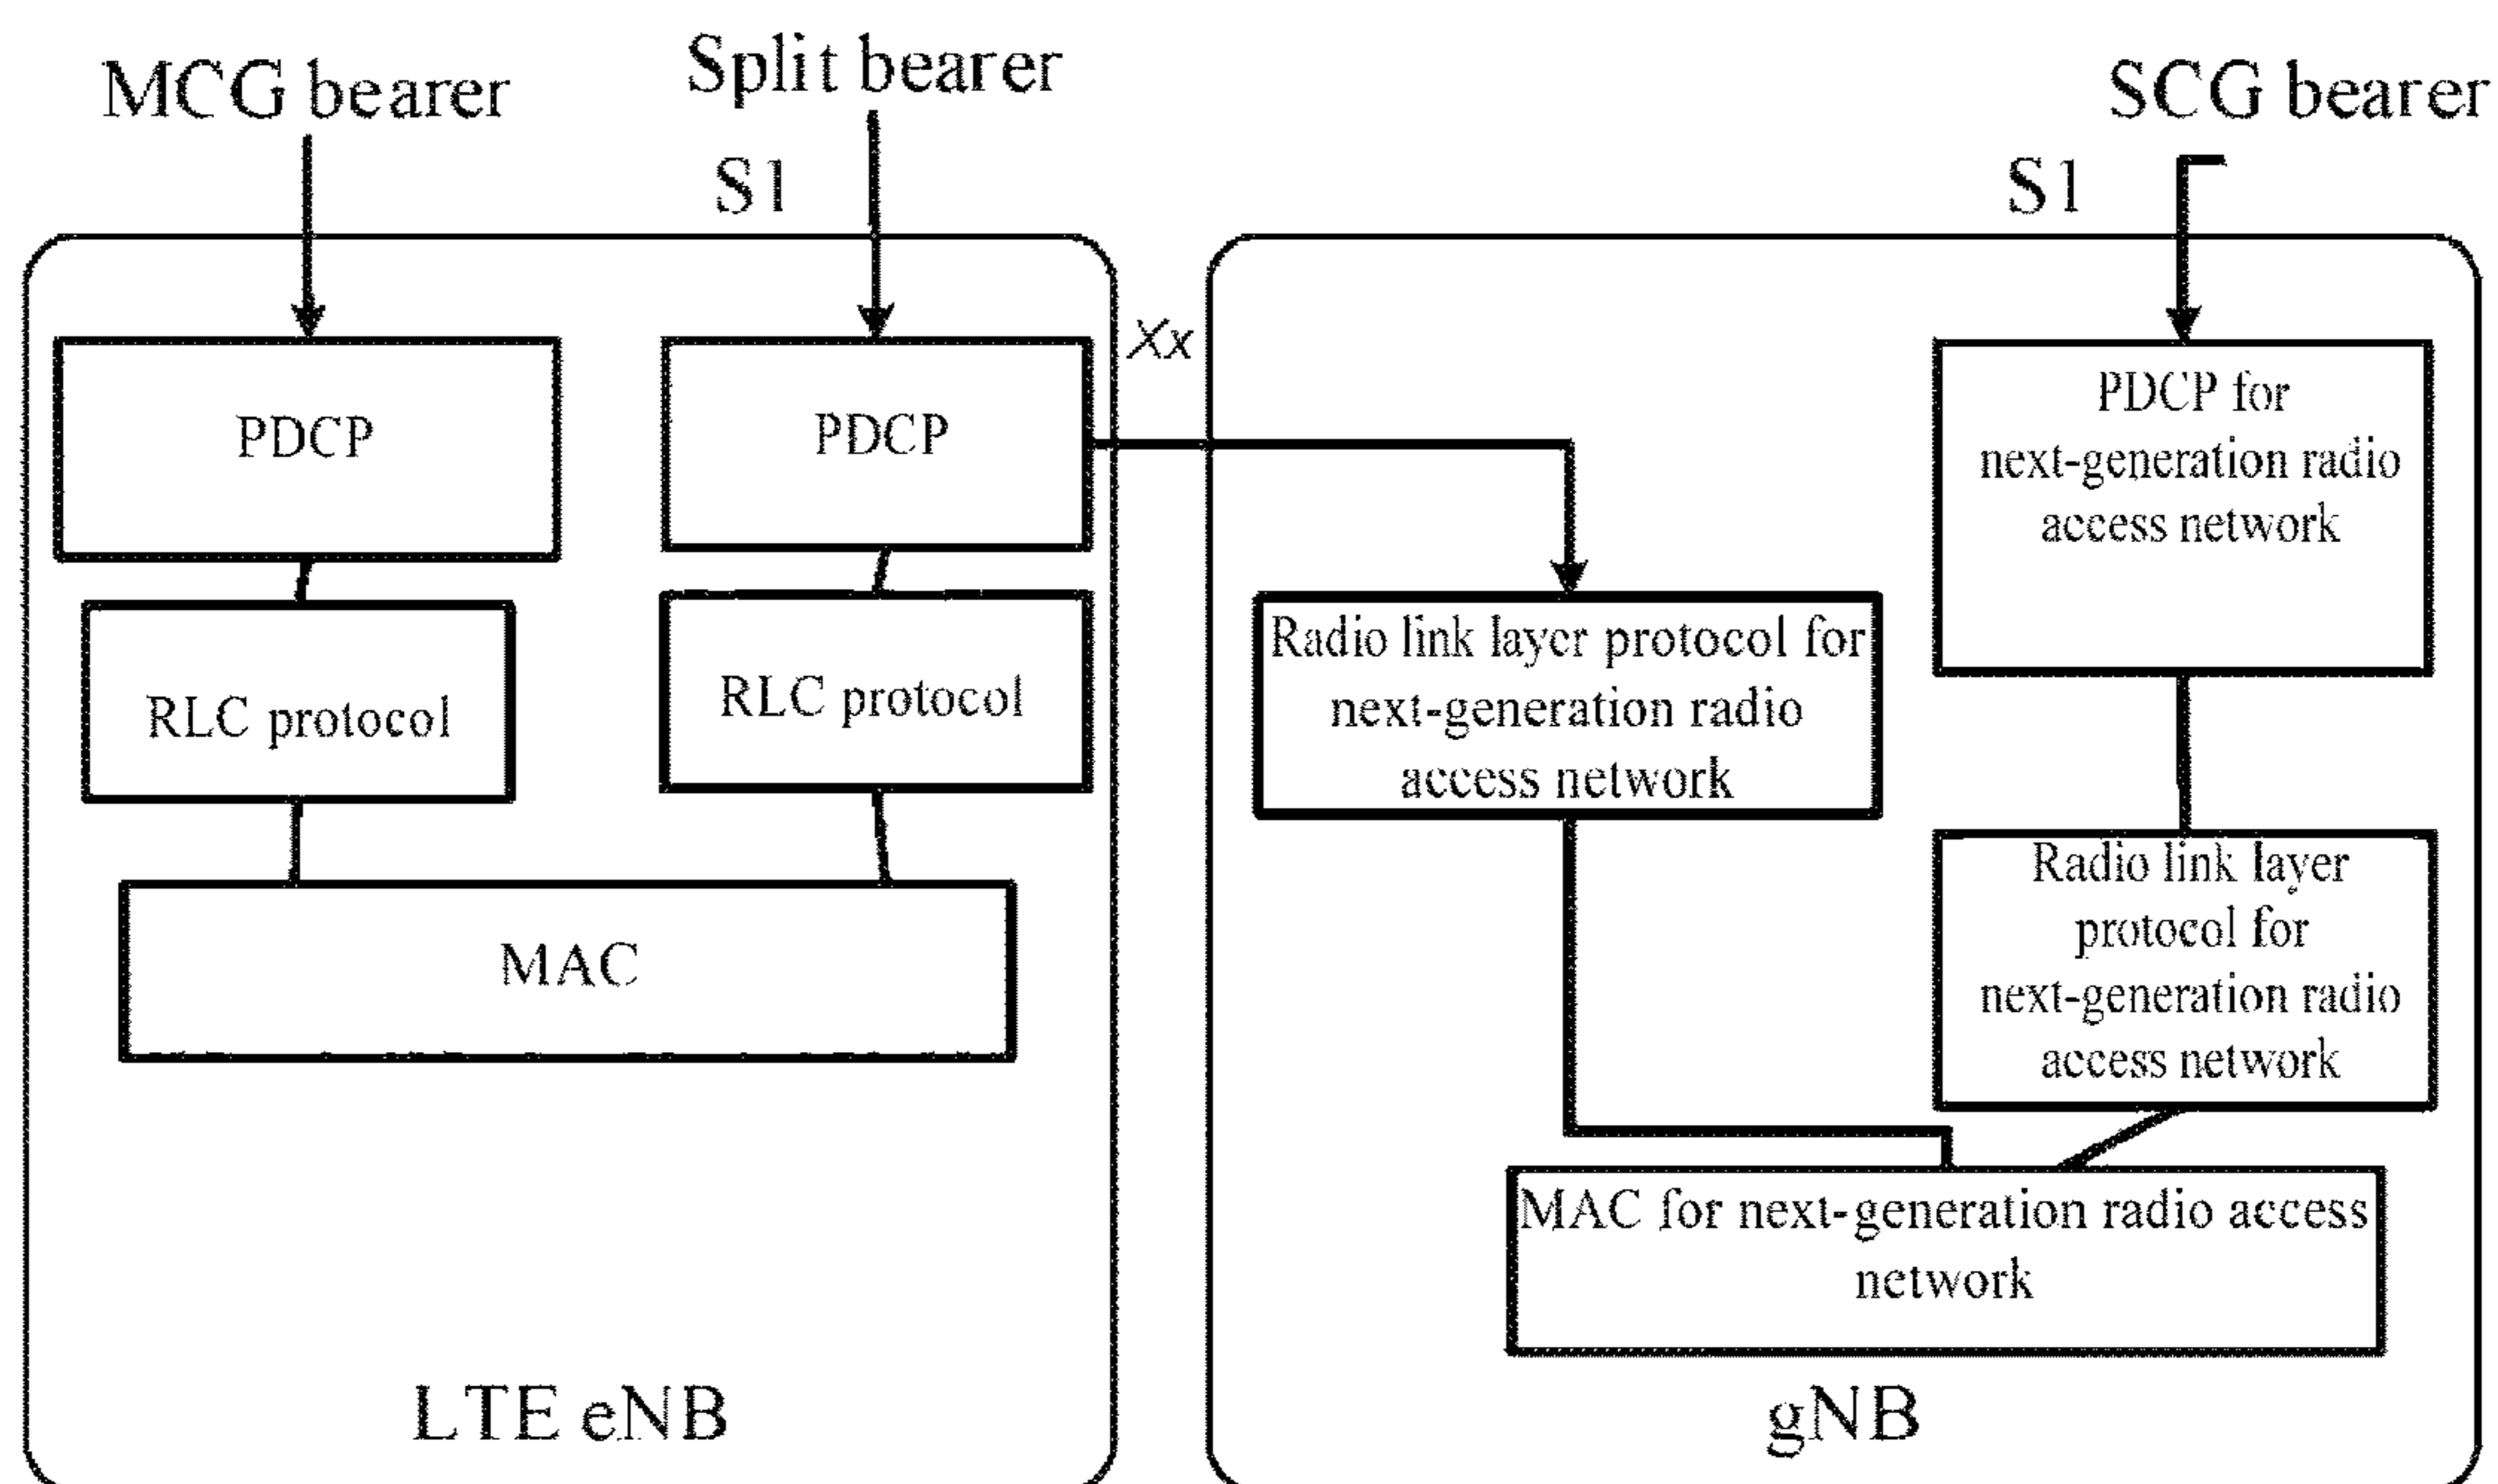 MCG bearer
Split bearer
SCG bearer
S1
S1
Xx
PDCP
PDCP
PDCP for
next-generation radio
access network
RLC protocol
RLC protocol
Radio link layer protocol for
next-generation radio
access network
Radio link layer
protocol for
next-generation radio
access network
MAC
MAC for next-generation radio access
network
LTE eNB
gNB